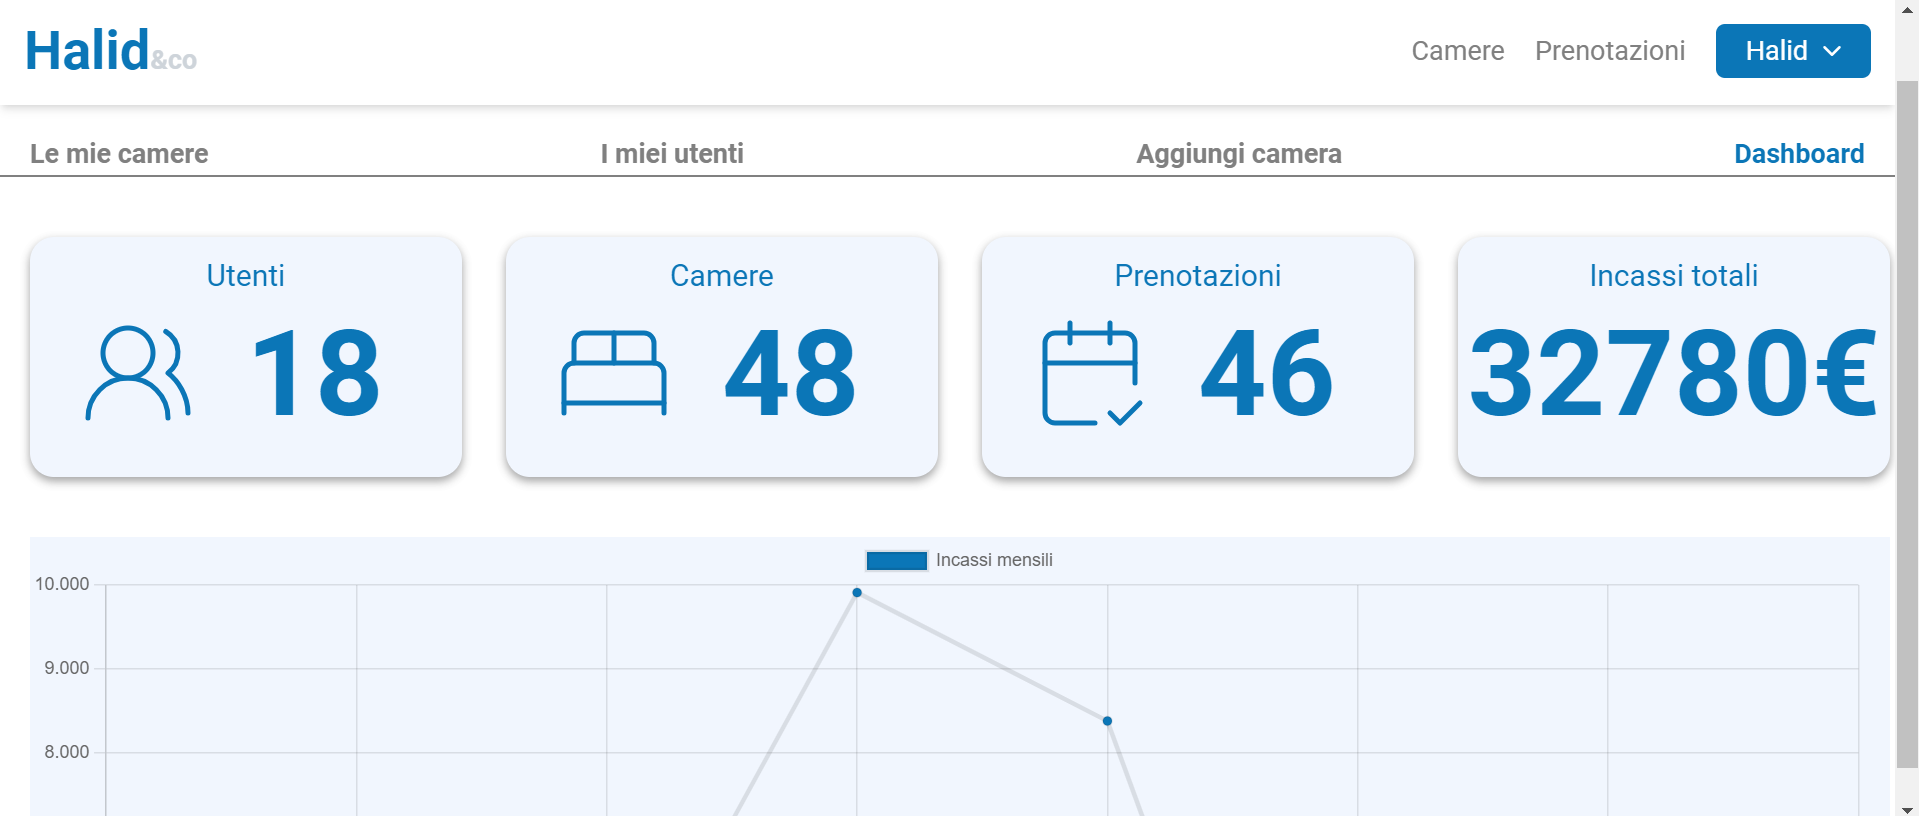 Halid&co
Camere Prenotazioni Halid
Le mie camere I miei utenti Aggiungi camera Dashboard
Utenti Camere Prenotazioni Incassi totali
18 48 46 32780€
Incassi mensili
10.000
9.000
8.000